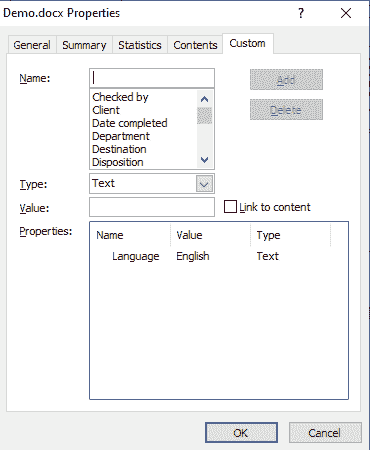 Demo.docx Properties ? ×
General Summary Statistics Contents Custom
Name: Add
Checked by
Client
Date completed
Department
Destination
Disposition
Delete
Type: Text
Value: Link to content
Properties: Name Value Type
Language English Text
OK Cancel